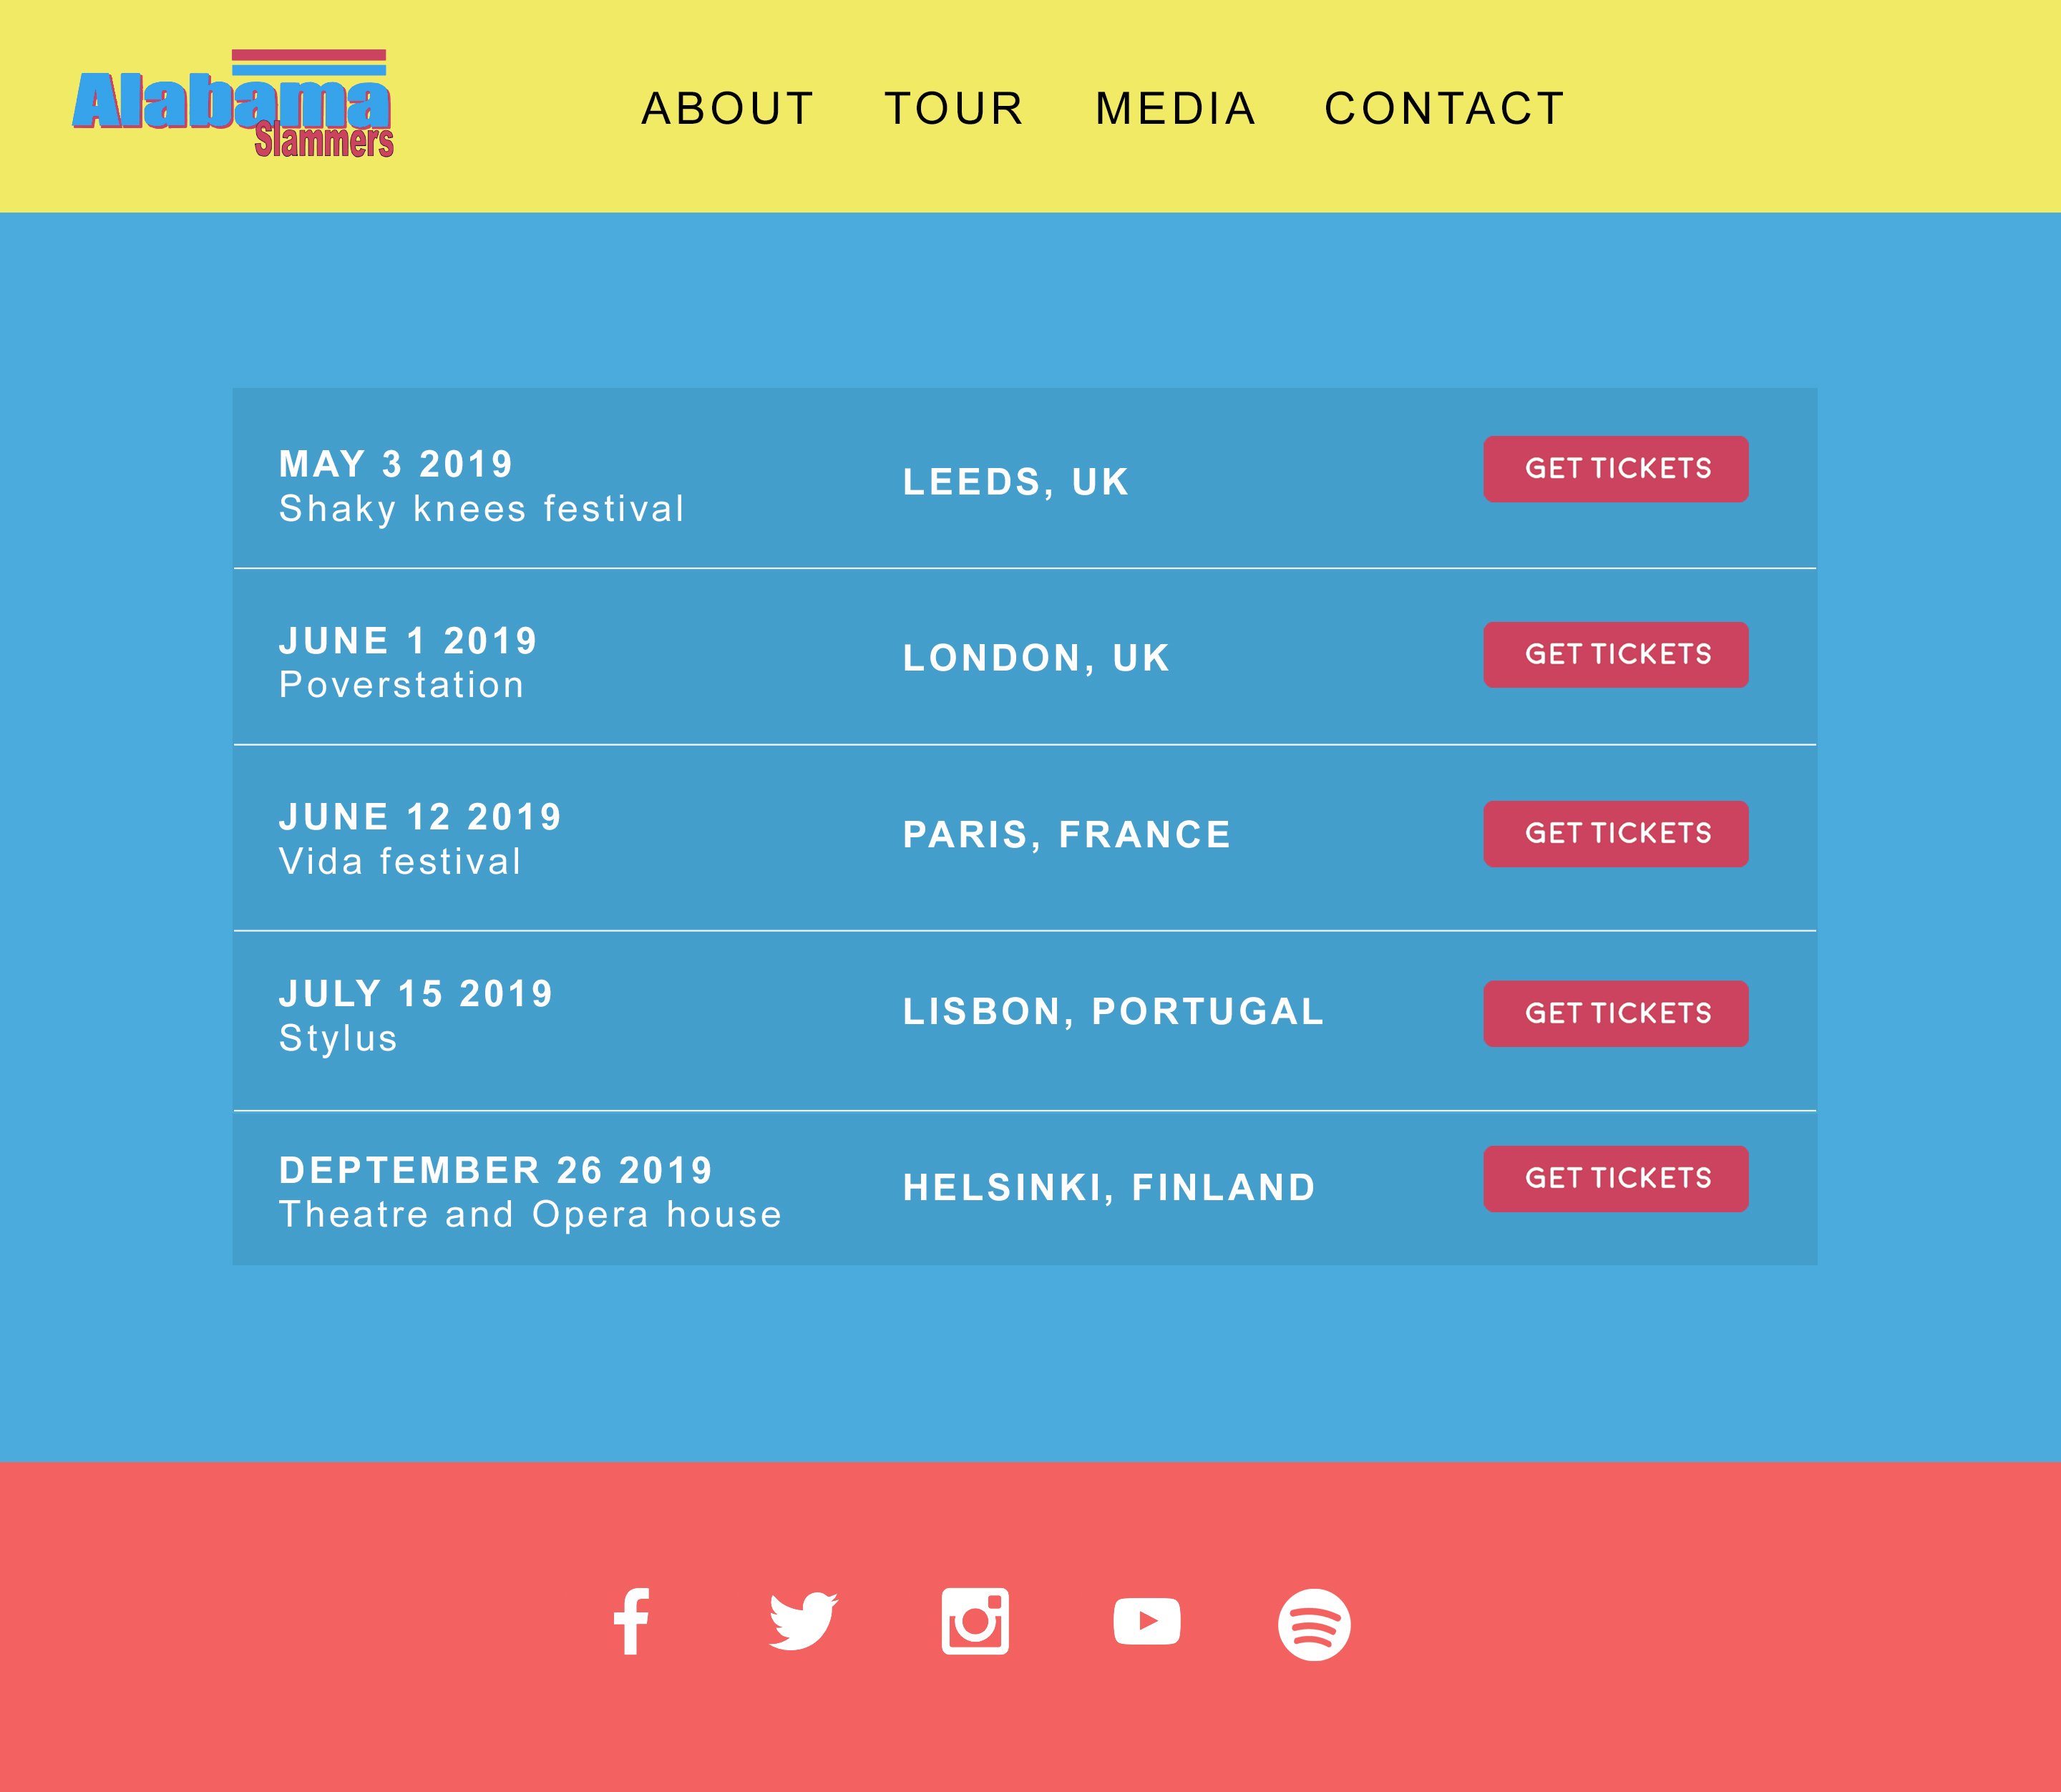 Alabama
Slammers
ABOUT TOUR MEDIA CONTACT
MAY 3 2019
Shaky knees festival
LEEDS, UK
GET TICKETS
JUNE 1 2019
Poverstation
LONDON, UK
GET TICKETS
JUNE 12 2019
Vida festival
PARIS, FRANCE
GET TICKETS
JULY 15 2019
Stylus
LISBON, PORTUGAL
GET TICKETS
DEPTEMBER 26 2019
Theatre and Opera house
HELSINKI, FINLAND
GET TICKETS